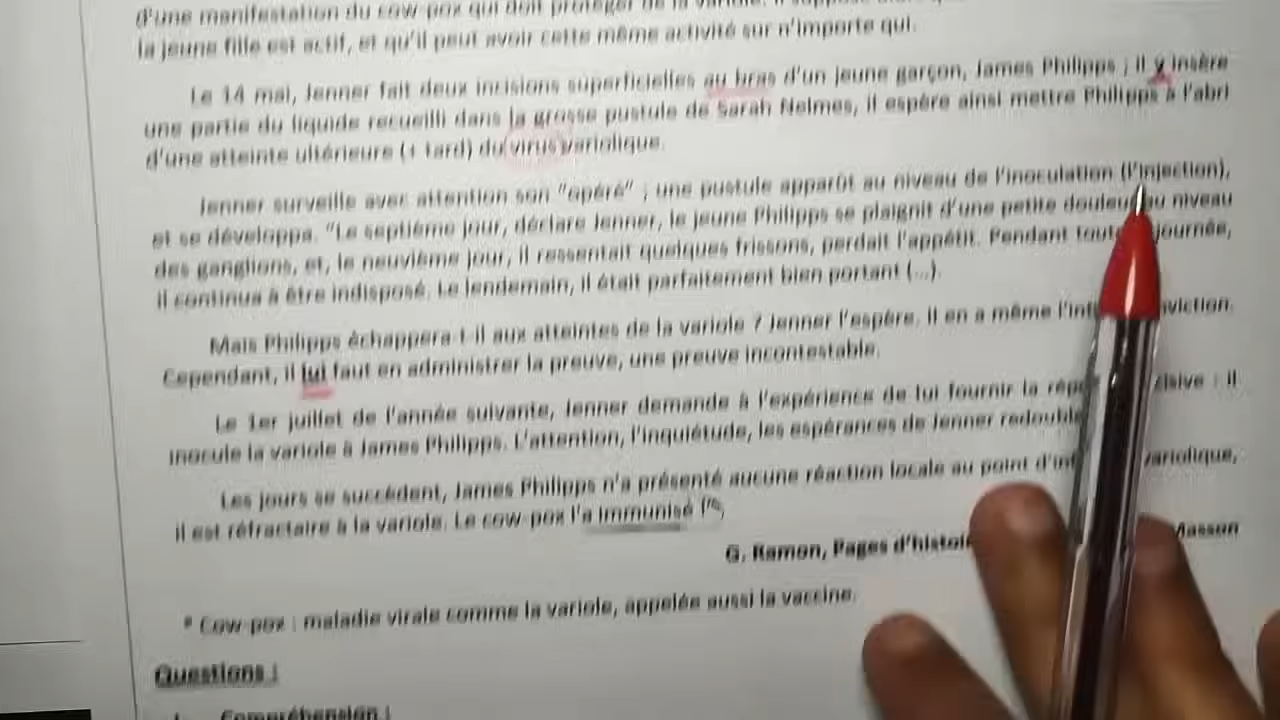 d'une manifestation du cow-pox qui doit protéger de la variole. Il suppose
la jeune fille est actif, et qu'il peut avoir cette même activité sur n'importe qui.
Le 14 mai, Jenner fait deux incisions superficielles au bras d'un jeune garçon, James Philipps ; il y insère
une partie du liquide recueilli dans la grosse pustule de Sarah Nelmes, il espère ainsi mettre Philipps à l'abri
d'une atteinte ultérieure (+ tard) du virus variolique.
Jenner surveille avec attention son "opéré" ; une pustule apparût au niveau de l'inoculation (l'injection),
et se développa. "Le septième jour, déclare Jenner, le jeune Philipps se plaignit d'une petite douleur au niveau
des ganglions, et, le neuvième jour, il ressentait quelques frissons, perdait l'appétit. Pendant toute journée,
il continua à être indisposé. Le lendemain, il était parfaitement bien portant (...).
Mais Philipps échappera-t-il aux atteintes de la variole ? Jenner l'espère. Il en a même l'int
Cependant, il lui faut en administrer la preuve, une preuve incontestable.
Le 1er juillet de l'année suivante, Jenner demande à l'expérience de lui fournir la : il
inocule la variole à James Philipps. L'attention, l'inquiétude, les espérances de Jenner
Les jours se succèdent, James Philipps n'a présenté aucune réaction locale au point variolique,
il est réfractaire à la variole. Le cow-pox l'a immunisé
G. Ramon, Pages Masson
* Cow-pox : maladie virale comme la variole, appelée aussi la vaccine.
Questions :
I. Compréhension :